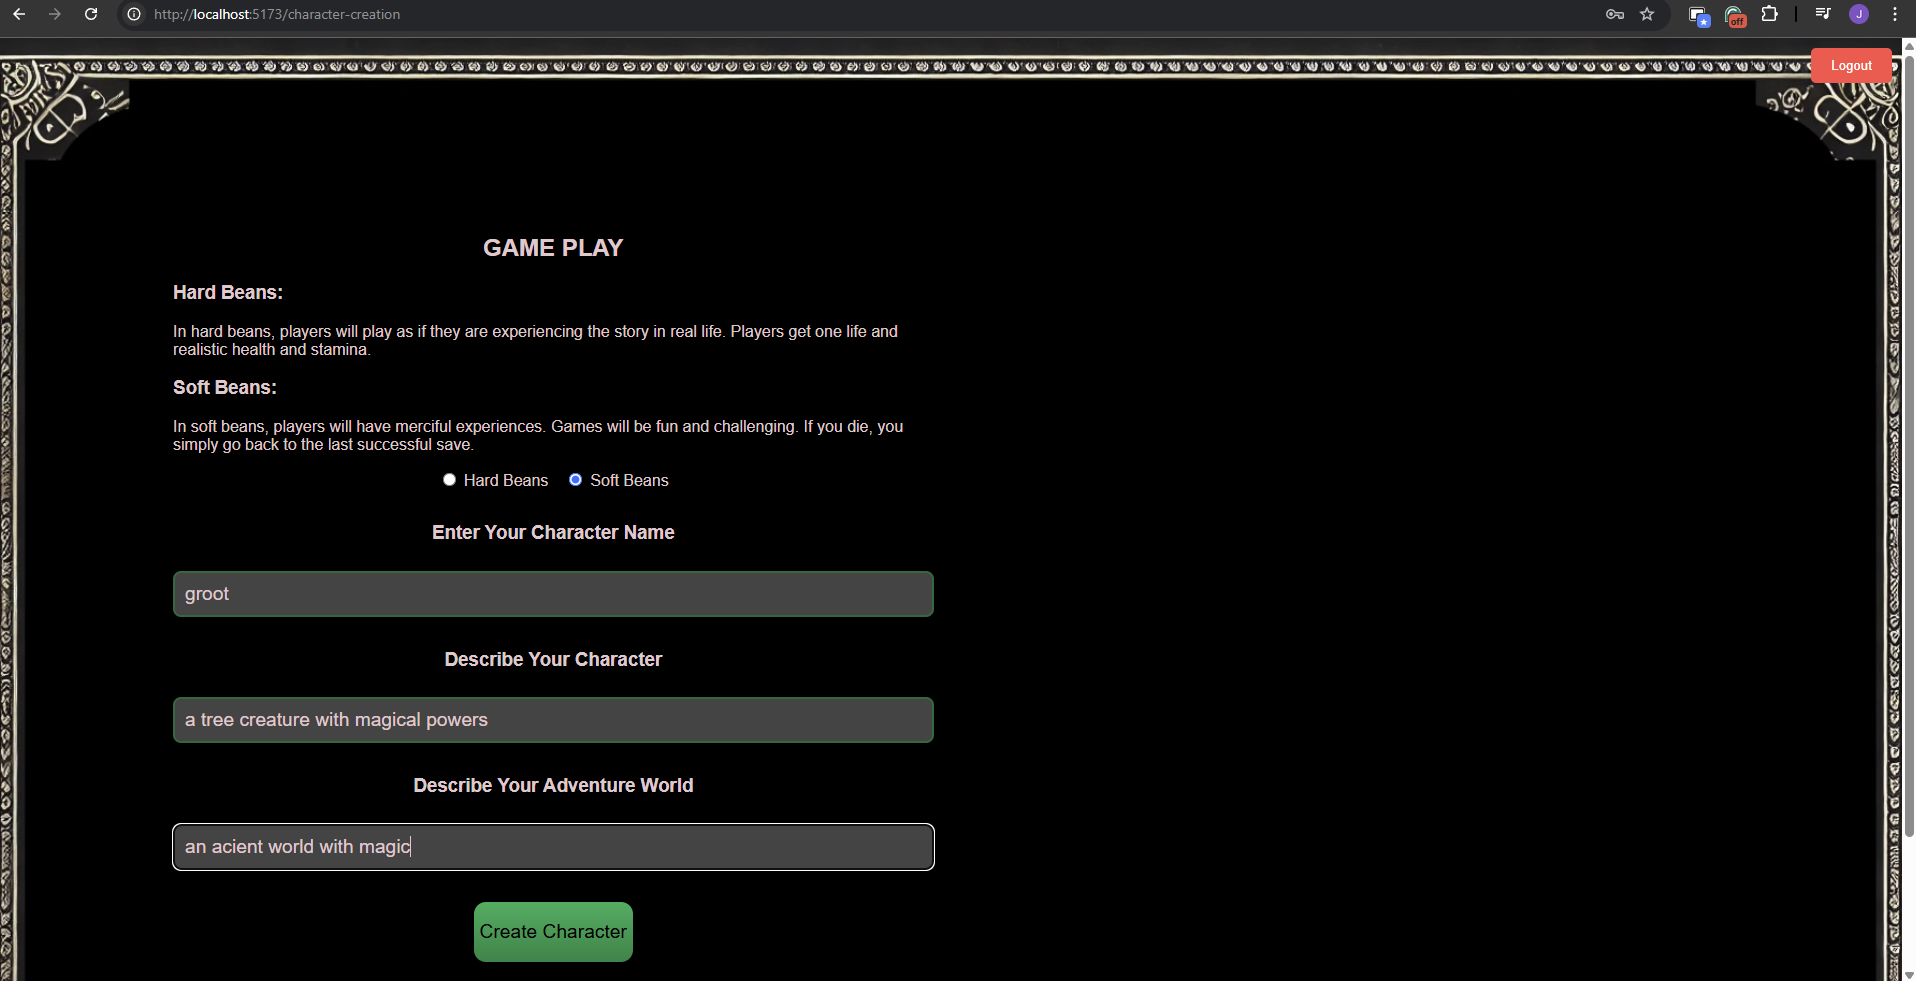 http://localhost:5173/character-creation
off
J
Logout
GAME PLAY
Hard Beans:
In hard beans, players will play as if they are experiencing the story in real life. Players get one life and
realistic health and stamina.
Soft Beans:
In soft beans, players will have merciful experiences. Games will be fun and challenging. If you die, you
simply go back to the last successful save.
Hard Beans Soft Beans
Enter Your Character Name
groot
Describe Your Character
a tree creature with magical powers
Describe Your Adventure World
an acient world with magic
Create Character